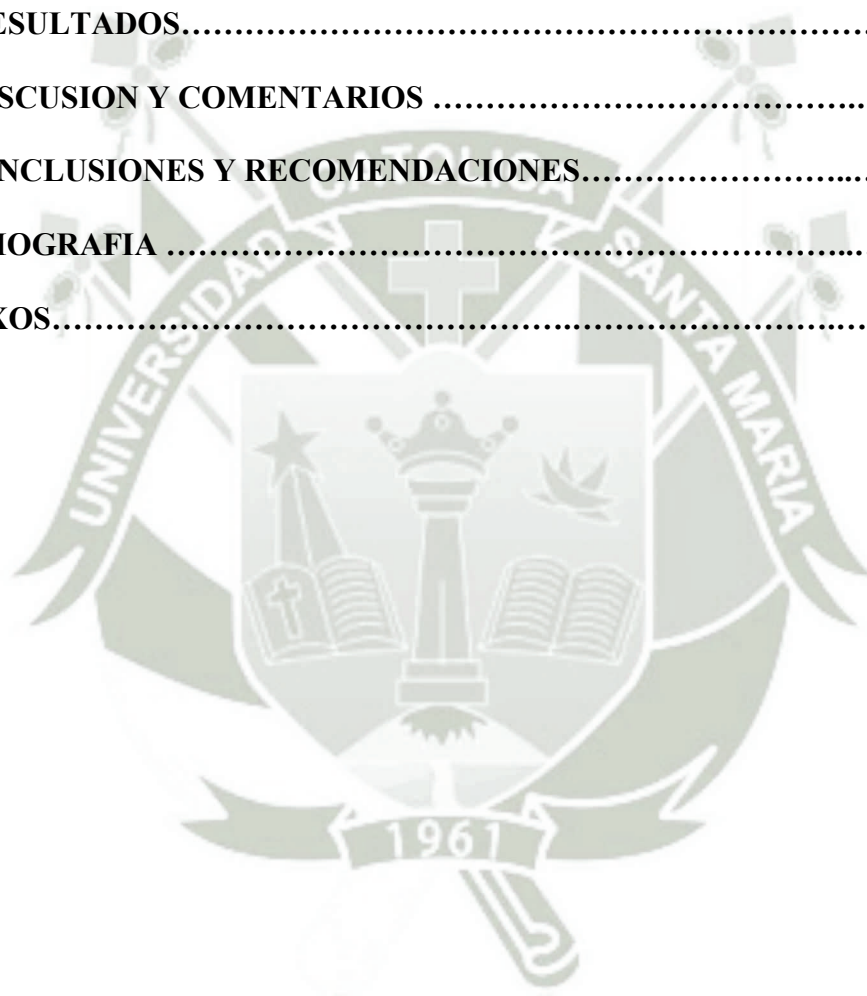 ESULTADOS……………………………………………………………
SCUSION Y COMENTARIOS …………………………………..
NCLUSIONES Y RECOMENDACIONES……………………..…
IOGRAFIA …………………………………………………………...
XOS…………………………………………….…………………….…
UNIVERSIDAD CATOLICA SANTA MARIA
1961